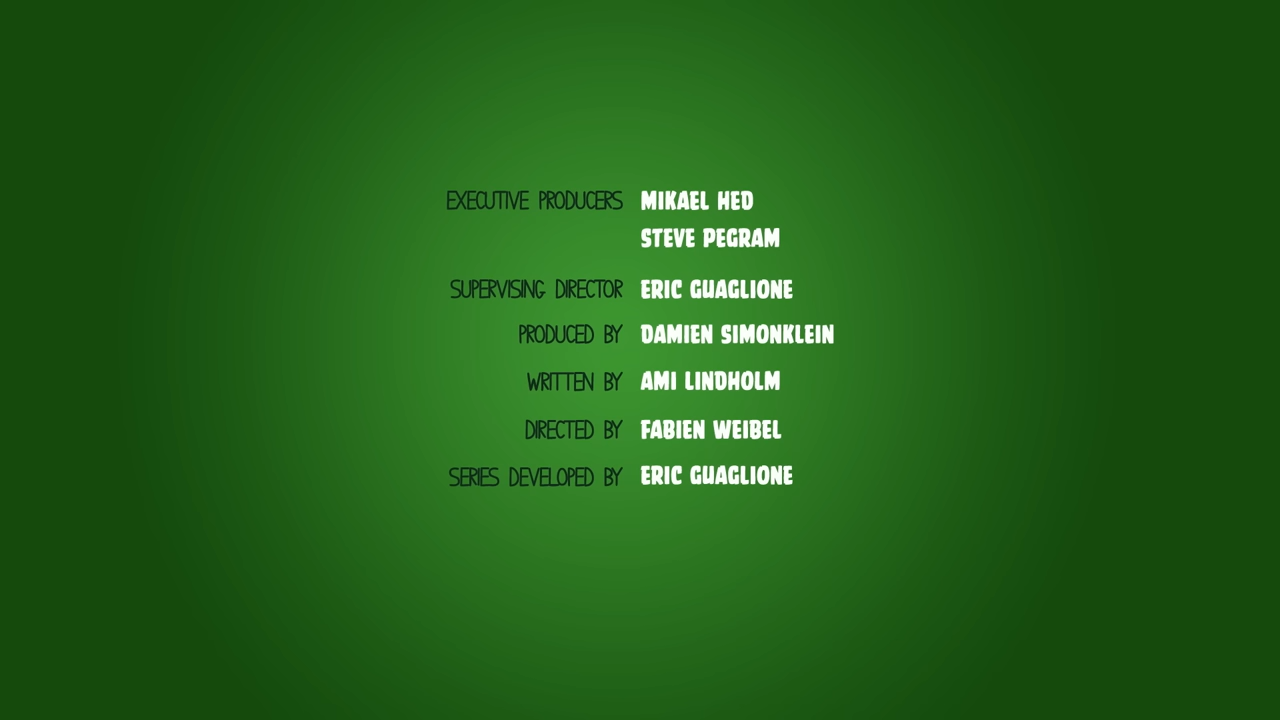 EXECUTIVE PRODUCERS MIKAEL HED
STEVE PEGRAM
SUPERVISING DIRECTOR ERIC GUAGLIONE
PRODUCED BY DAMIEN SIMONKLEIN
WRITTEN BY AMI LINDHOLM
DIRECTED BY FABIEN WEIBEL
SERIES DEVELOPED BY ERIC GUAGLIONE